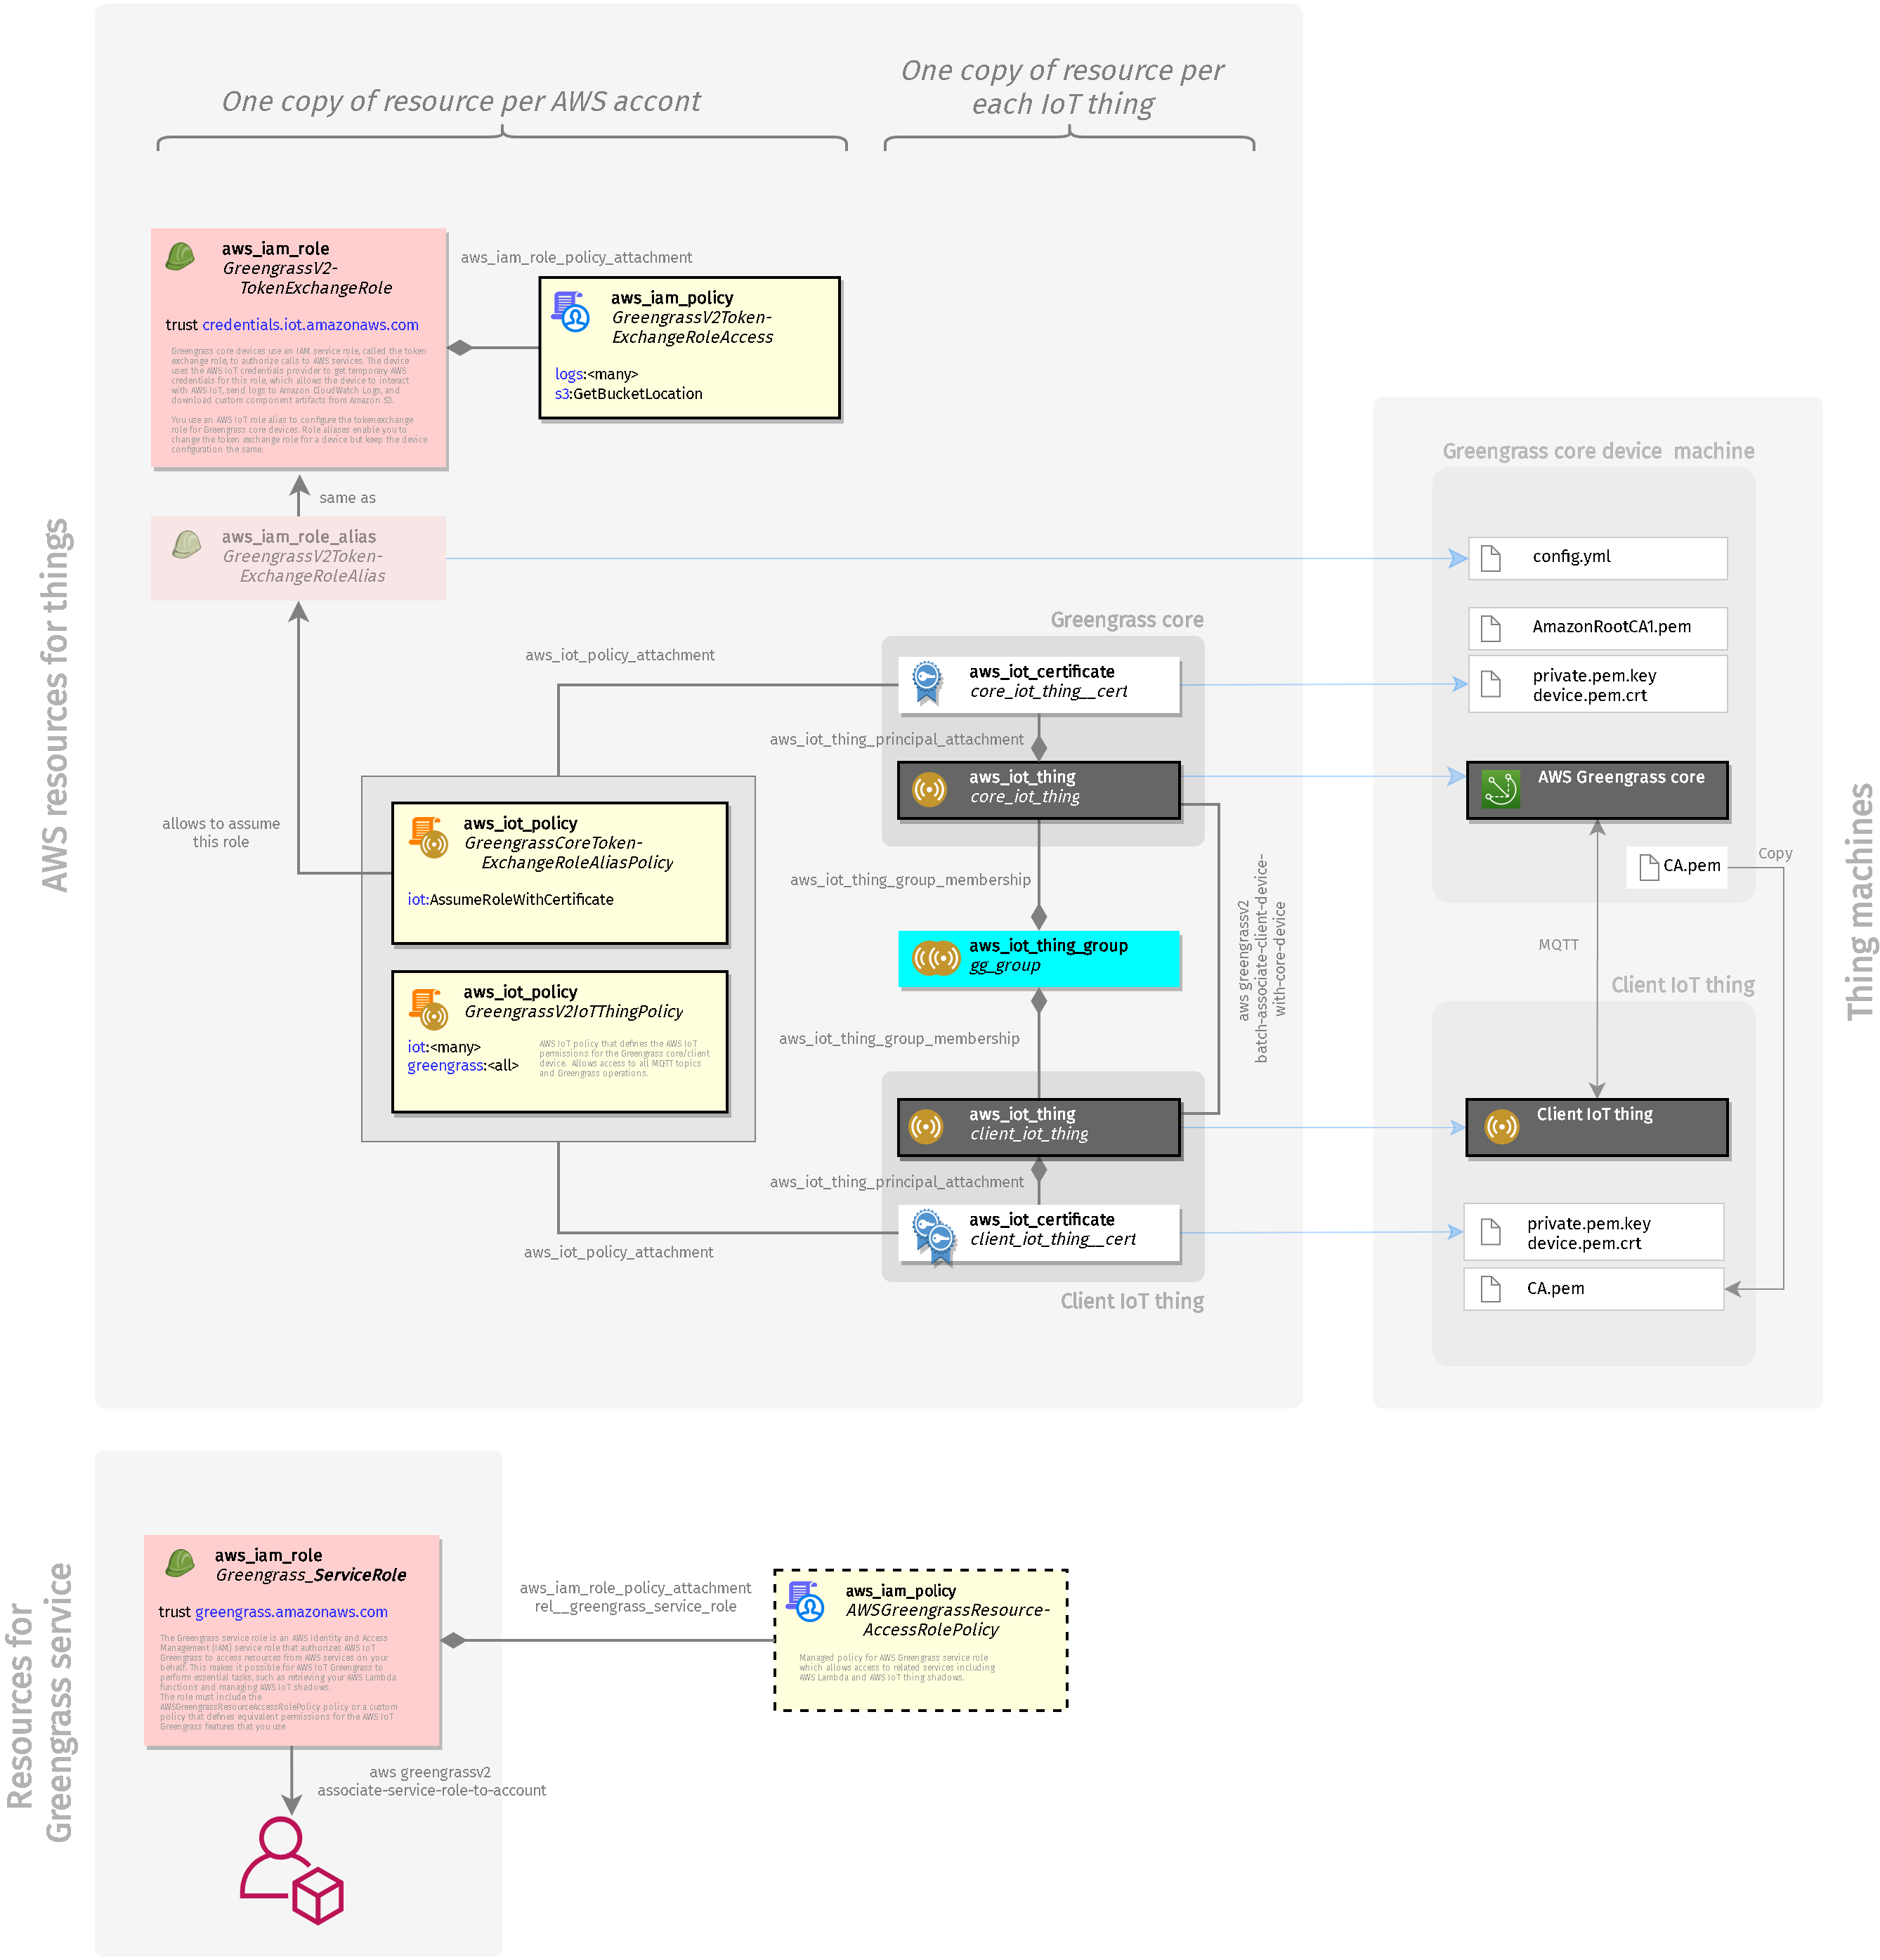 One copy of resource per AWS accont
One copy of resource per
each IoT thing
AWS resources for things
aws_iam_role
GreengrassV2-
TokenExchangeRole
trust credentials.iot.amazonaws.com
Greengrass core devices use an IAM service role, called the token
exchange role, to authorize calls to AWS services. The device
uses the AWS IoT credentials provider to get temporary AWS
credentials for this role, which allows the device to interact
with AWS IoT, send logs to Amazon CloudWatch Logs, and
download custom component artifacts from Amazon S3.
You use an AWS IoT role alias to configure the tokenexchange
role for Greengrass core devices. Role aliases enable you to
change the token exchange role for a device but keep the device
configuration the same.
aws_iam_role_policy_attachment
aws_iam_policy
GreengrassV2Token-
ExchangeRoleAccess
logs:<many>
s3:GetBucketLocation
same as
aws_iam_role_alias
GreengrassV2Token-
ExchangeRoleAlias
allows to assume
this role
aws_iot_policy_attachment
aws_iot_policy
GreengrassCoreToken-
ExchangeRoleAliasPolicy
iot:AssumeRoleWithCertificate
aws_iot_policy
GreengrassV2IoTThingPolicy
iot:<many>
greengrass:<all>
AWS IoT policy that defines the AWS IoT
permissions for the Greengrass core/client
device. Allows access to all MQTT topics
and Greengrass operations.
aws_iot_policy_attachment
Greengrass core
aws_iot_certificate
core_iot_thing__cert
aws_iot_thing_principal_attachment
aws_iot_thing
core_iot_thing
aws_iot_thing_group_membership
aws_iot_thing_group
gg_group
aws_iot_thing_group_membership
aws greengrassv2
batch-associate-client-device-
with-core-device
aws_iot_thing
client_iot_thing
aws_iot_thing_principal_attachment
aws_iot_certificate
client_iot_thing__cert
Client IoT thing
Thing machines
Greengrass core device machine
config.yml
AmazonRootCA1.pem
private.pem.key
device.pem.crt
AWS Greengrass core
CA.pem
Copy
MQTT
Client IoT thing
Client IoT thing
private.pem.key
device.pem.crt
CA.pem
Resources for
Greengrass service
aws_iam_role
Greengrass_ServiceRole
trust greengrass.amazonaws.com
The Greengrass service role is an AWS Identity and Access
Management (IAM) service role that authorizes AWS IoT
Greengrass to access resources from AWS services on your
behalf. This makes it possible for AWS IoT Greengrass to
perform essential tasks, such as retrieving your AWS Lambda
functions and managing AWS IoT shadows.
The role must include the
AWSGreengrassResourceAccessRolePolicy policy or a custom
policy that defines equivalent permissions for the AWS IoT
Greengrass features that you use
aws_iam_role_policy_attachment
rel__greengrass_service_role
aws_iam_policy
AWSGreengrassResource-
AccessRolePolicy
Managed policy for AWS Greengrass service role
which allows access to related services including
AWS Lambda and AWS IoT thing shadows.
aws greengrassv2
associate-service-role-to-account